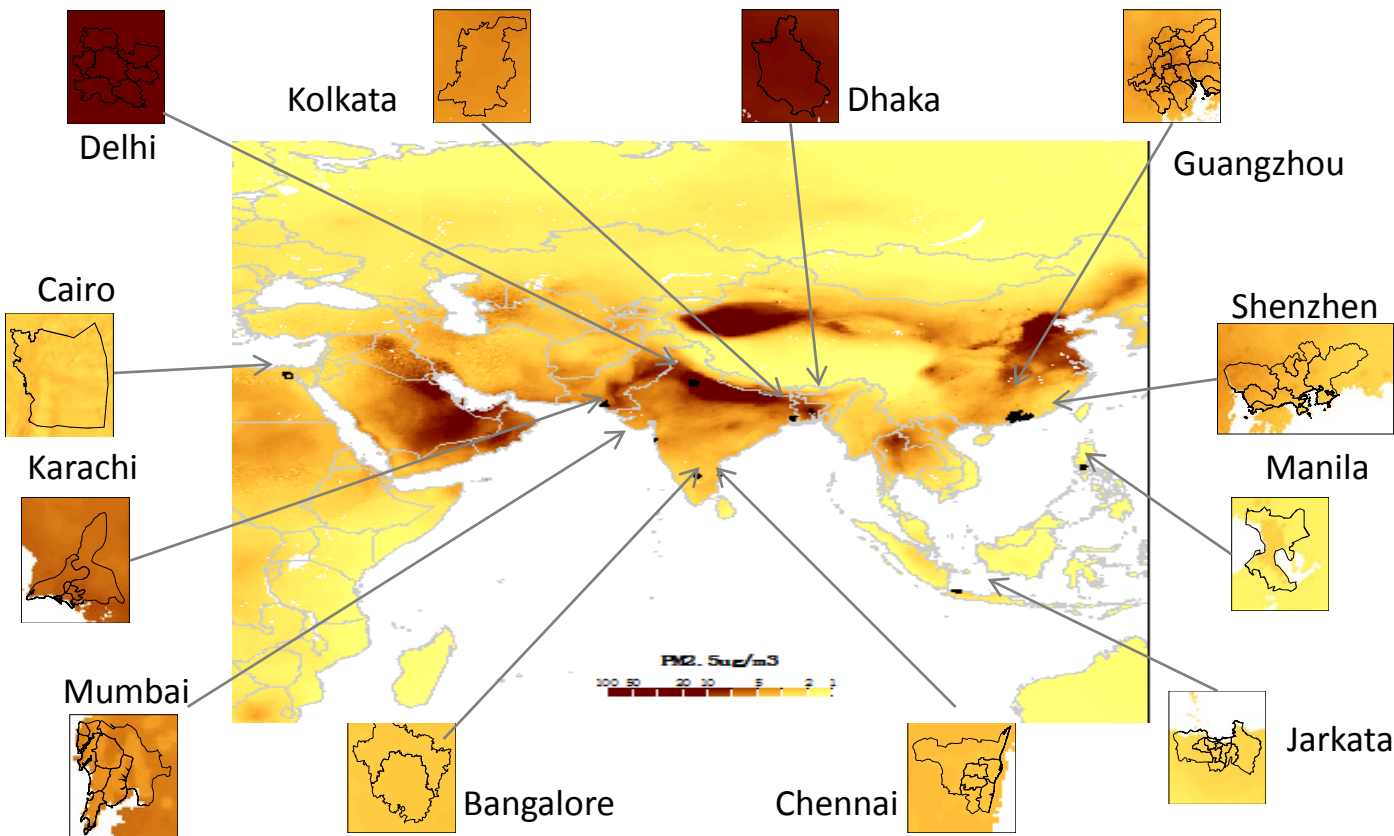 Kolkata
Dhaka
Delhi
Guangzhou
Cairo
Shenzhen
Karachi
Manila
PM2.5ug/m3
100 50 20 10 5 2 1
Mumbai
Jarkata
Bangalore
Chennai